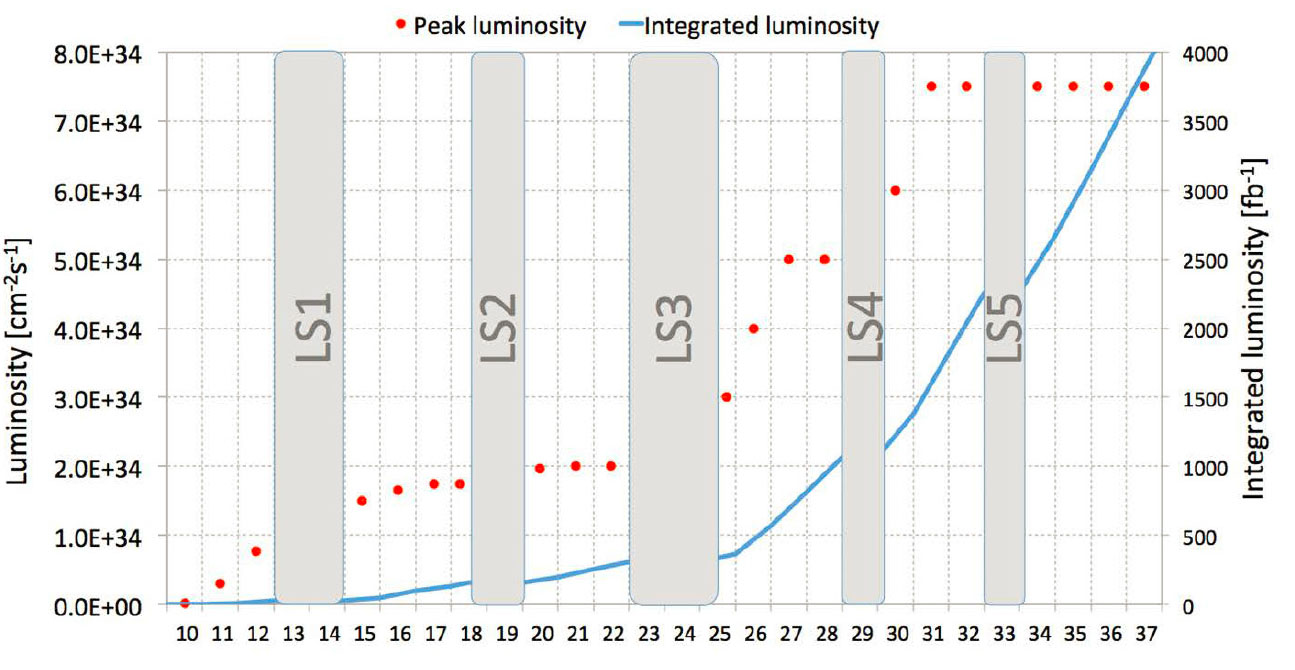 Peak luminosity Integrated luminosity
8.0E+34
7.0E+34
6.0E+34
5.0E+34
4.0E+34
3.0E+34
2.0E+34
1.0E+34
0.0E+00
Luminosity [cm⁻²s⁻¹]
LS1
LS2
LS3
LS4
LS5
4000
3500
3000
2500
2000
1500
1000
500
0
Integrated luminosity [fb⁻¹]
10 11 12 13 14 15 16 17 18 19 20 21 22 23 24 25 26 27 28 29 30 31 32 33 34 35 36 37